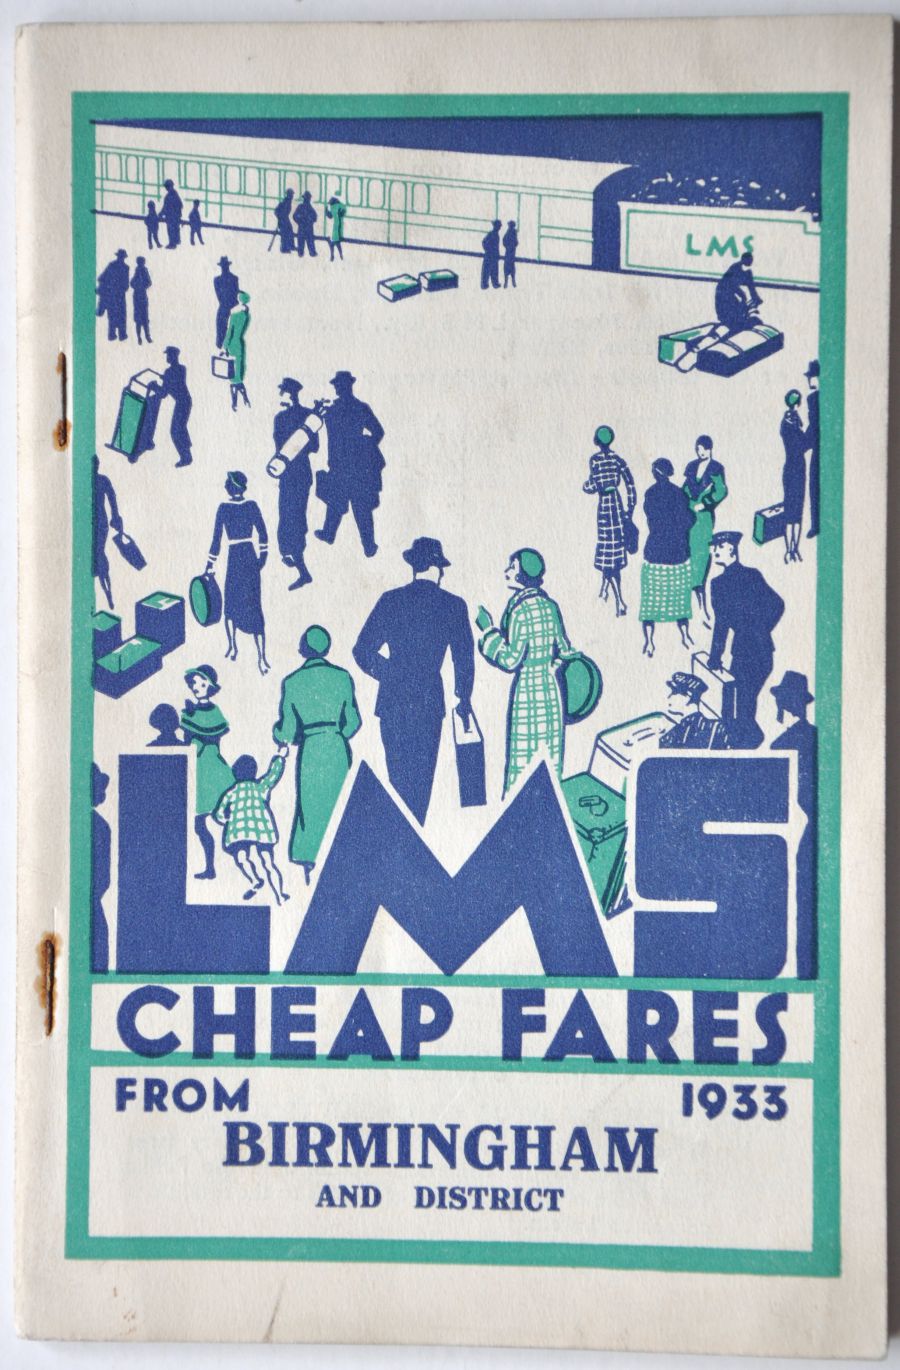 LMS
LMS
CHEAP FARES
FROM 1933
BIRMINGHAM
AND DISTRICT